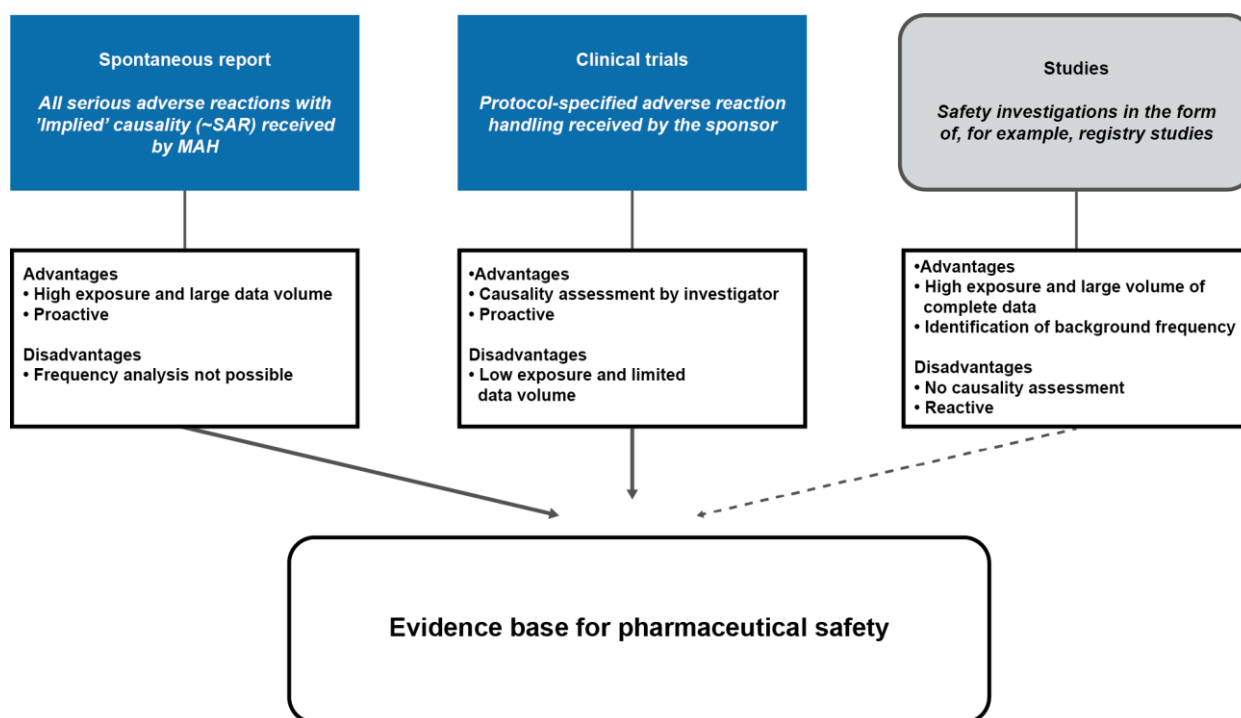 Spontaneous report
All serious adverse reactions with
’Implied’ causality (~SAR) received
by MAH
Clinical trials
Protocol-specified adverse reaction
handling received by the sponsor
Studies
Safety investigations in the form
of, for example, registry studies
Advantages
• High exposure and large data volume
• Proactive
Disadvantages
• Frequency analysis not possible
•Advantages
• Causality assessment by investigator
• Proactive
Disadvantages
• Low exposure and limited
data volume
•Advantages
• High exposure and large volume of
complete data
• Identification of background frequency
Disadvantages
• No causality assessment
• Reactive
Evidence base for pharmaceutical safety